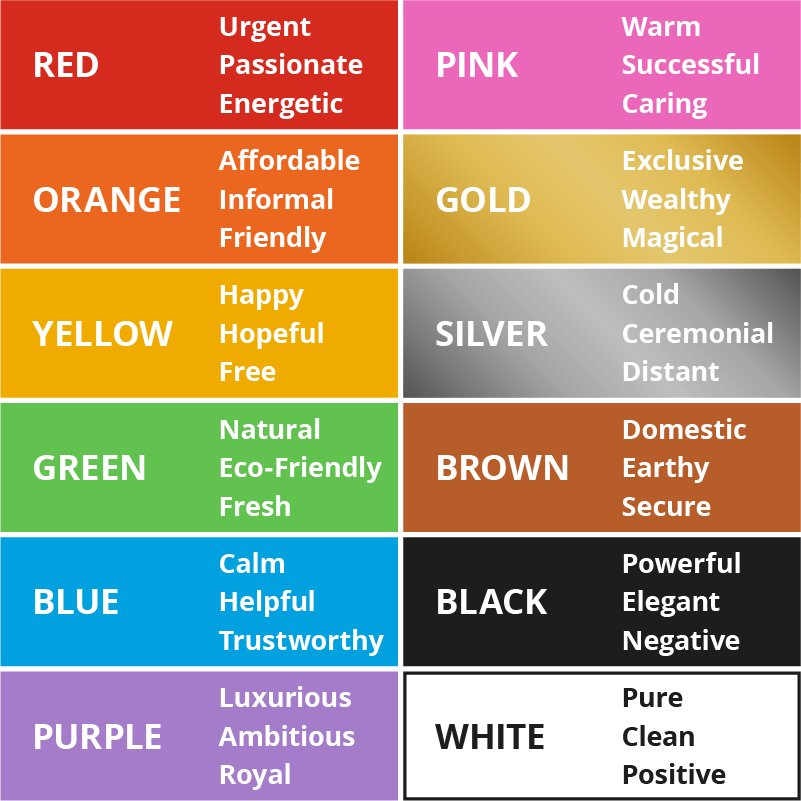 RED
Urgent
Passionate
Energetic
PINK
Warm
Successful
Caring
ORANGE
Affordable
Informal
Friendly
GOLD
Exclusive
Wealthy
Magical
YELLOW
Happy
Hopeful
Free
SILVER
Cold
Ceremonial
Distant
GREEN
Natural
Eco-Friendly
Fresh
BROWN
Domestic
Earthy
Secure
BLUE
Calm
Helpful
Trustworthy
BLACK
Powerful
Elegant
Negative
PURPLE
Luxurious
Ambitious
Royal
WHITE
Pure
Clean
Positive